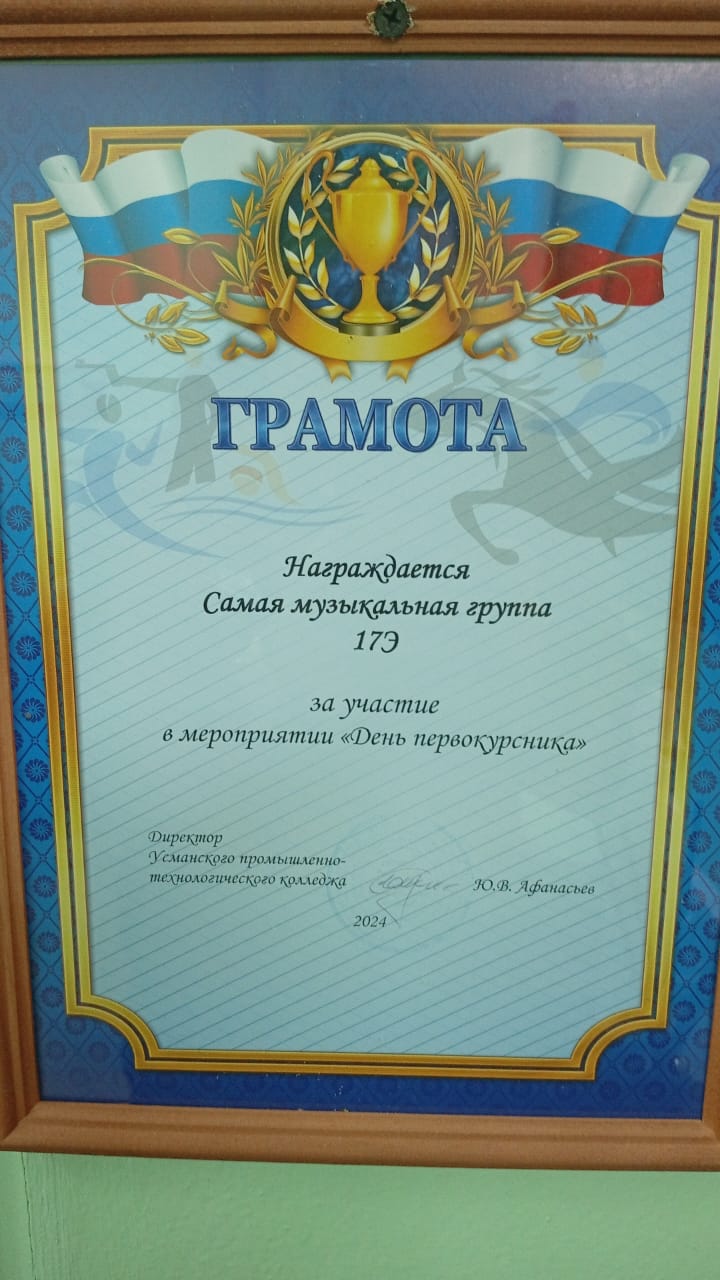 ГРАМОТА
Награждается
Самая музыкальная группа
17Э
за участие
в мероприятии «День первокурсника»
Директор
Усманского промышленно-
технологического колледжа Ю.В. Афанасьев
2024